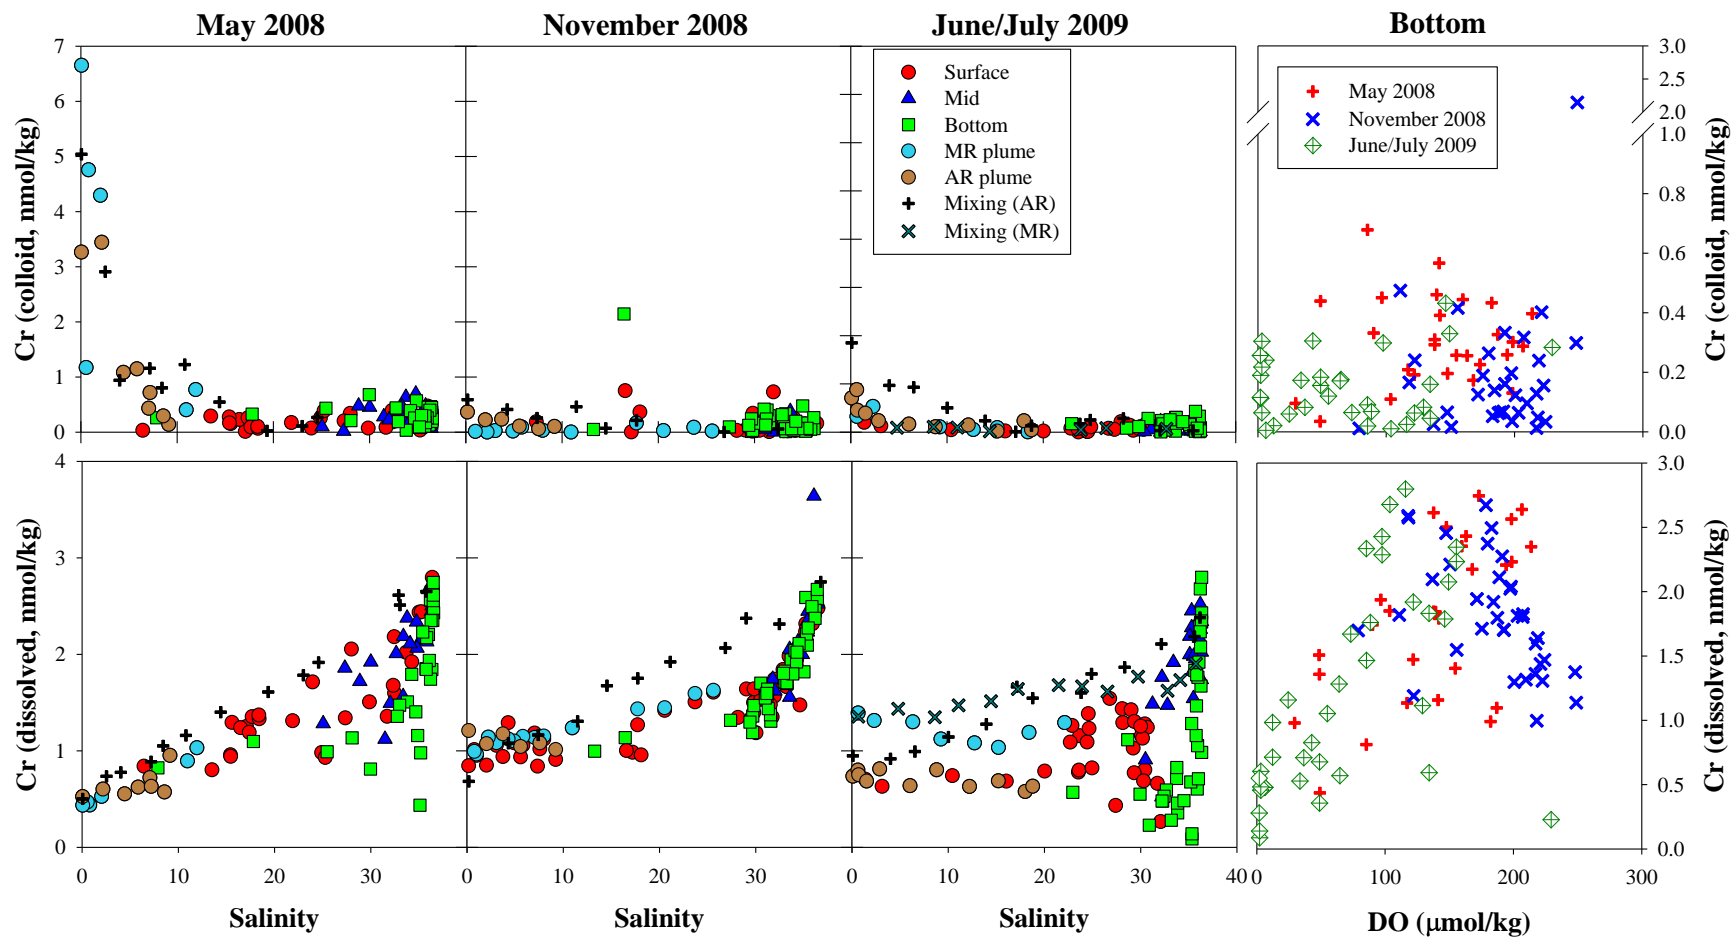 May 2008
November 2008
June/July 2009
Bottom
7
6
5
4
3
2
1
0
Cr (colloid, nmol/kg)
Surface
Mid
Bottom
MR plume
AR plume
Mixing (AR)
Mixing (MR)
May 2008
November 2008
June/July 2009
3.0
2.5
2.0
1.0
0.8
0.6
0.4
0.2
0.0
Cr (colloid, nmol/kg)
4
3
2
1
0
Cr (dissolved, nmol/kg)
3.0
2.5
2.0
1.5
1.0
0.5
0.0
Cr (dissolved, nmol/kg)
0 10 20 30
0 10 20 30
0 10 20 30 40
0 100 200 300
Salinity
Salinity
Salinity
DO (μmol/kg)